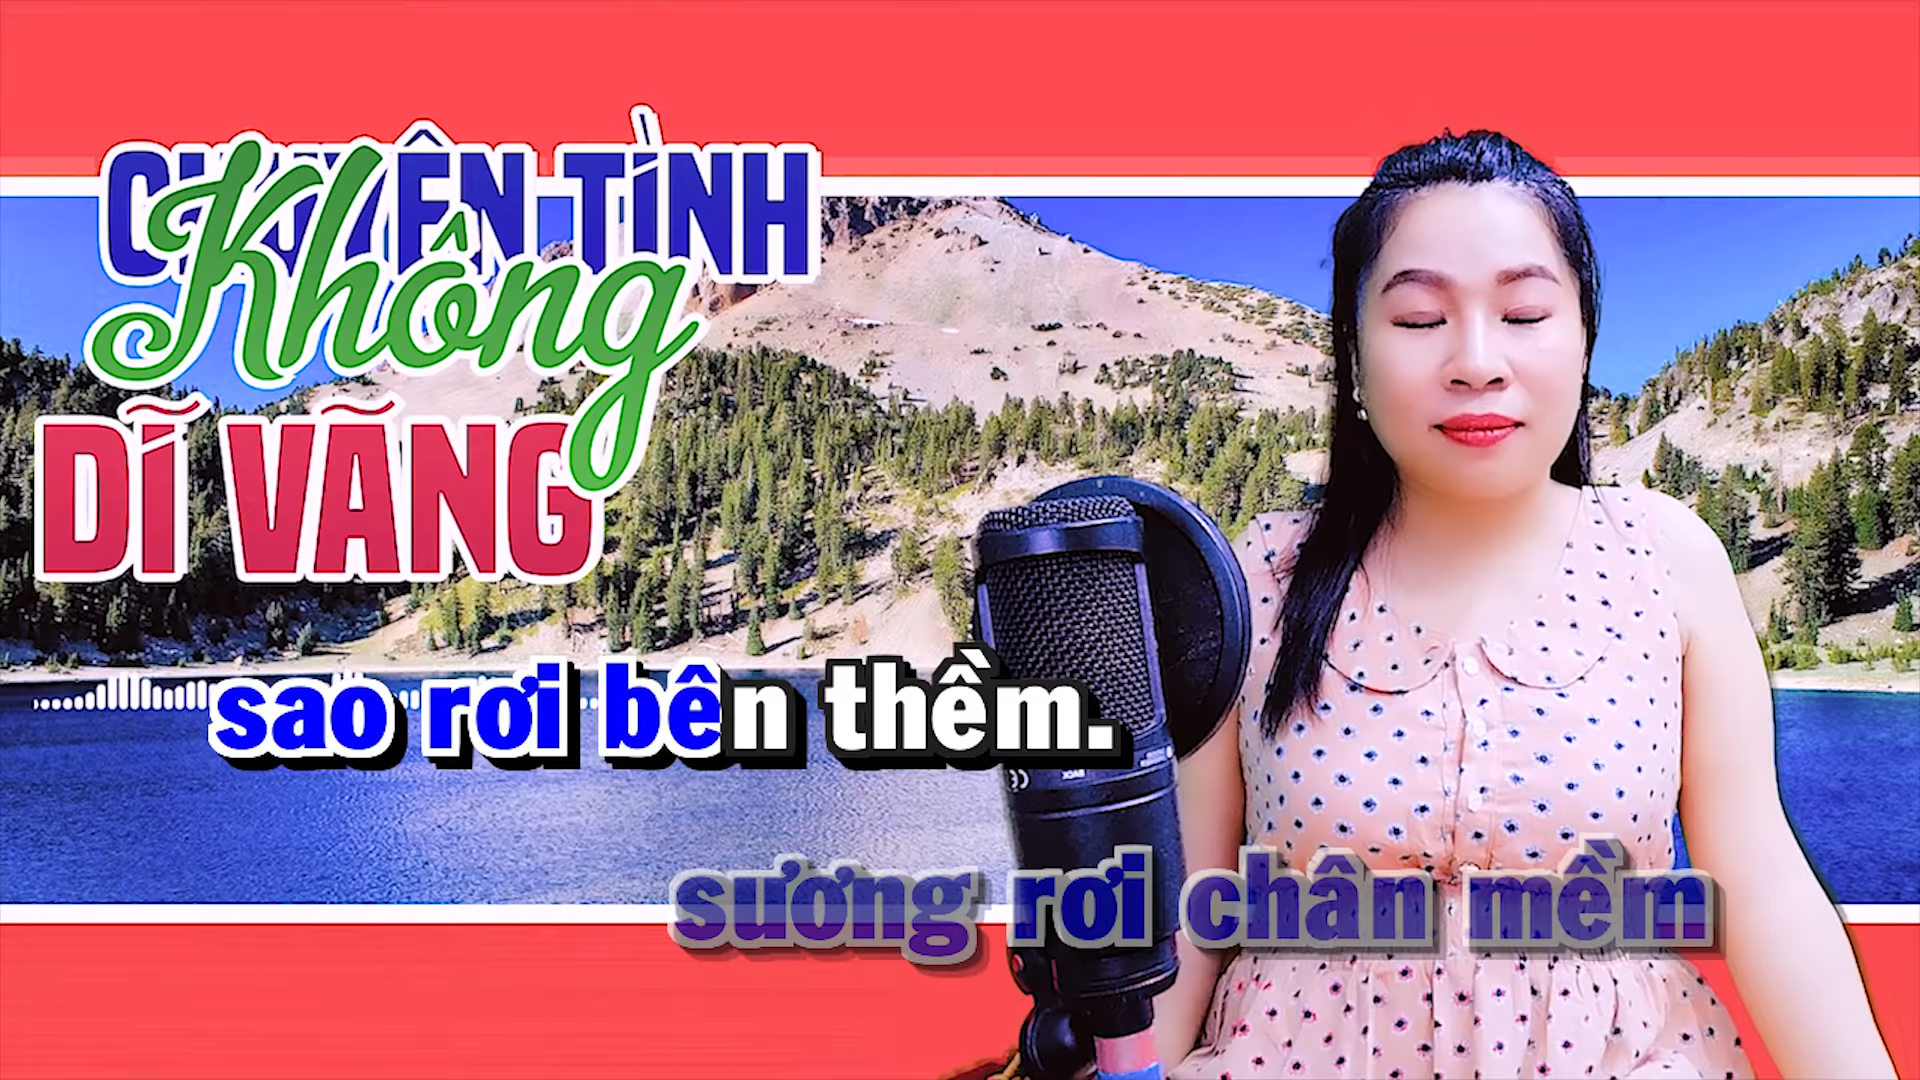 CHUYỆN TÌNH
Không
DĨ VÃNG
sao rơi bên thềm.
sương rơi chân mềm